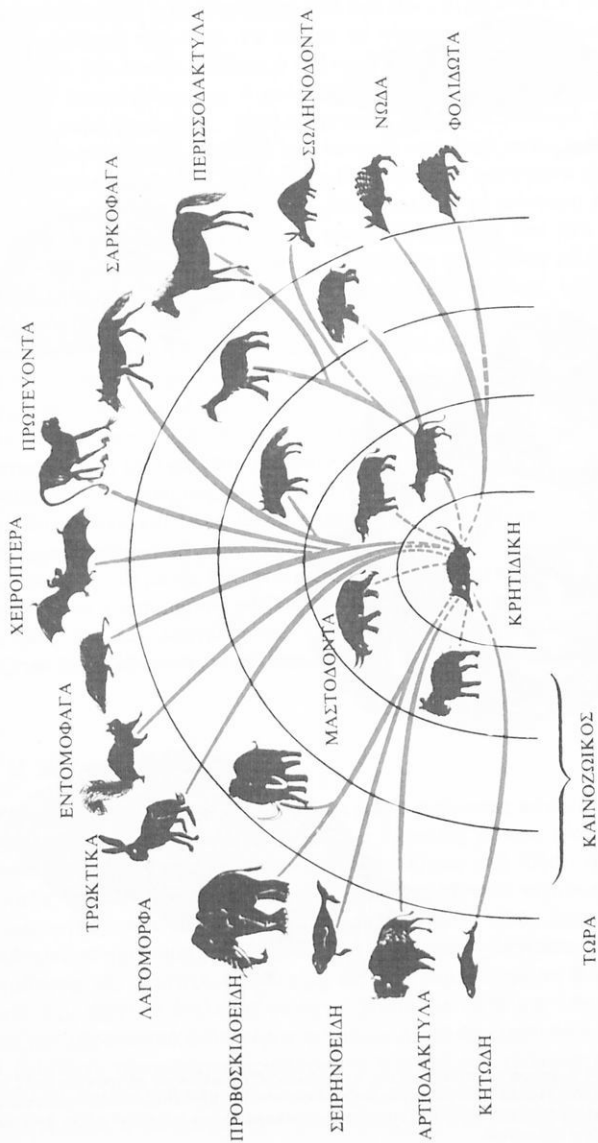 ΠΕΡΙΣΣΟΔΑΚΤΥΛΑ
ΣΑΡΚΟΦΑΓΑ
ΠΡΩΤΕΥΟΝΤΑ
ΧΕΙΡΟΠΤΕΡΑ
ΕΝΤΟΜΟΦΑΓΑ
ΤΡΩΚΤΙΚΑ
ΛΑΓΟΜΟΡΦΑ
ΠΡΟΒΟΣΚΙΔΟΕΙΔΗ
ΣΕΙΡΗΝΟΕΙΔΗ
ΑΡΤΙΟΔΑΚΤΥΛΑ
ΚΗΤΩΔΗ
ΣΩΛΗΝΟΔΟΝΤΑ
ΝΩΔΑ
ΦΟΛΙΔΩΤΑ
ΜΑΣΤΟΔΟΝΤΑ
ΚΡΗΤΙΔΙΚΗ
ΚΑΙΝΟΖΩΙΚΟΣ
ΤΩΡΑ